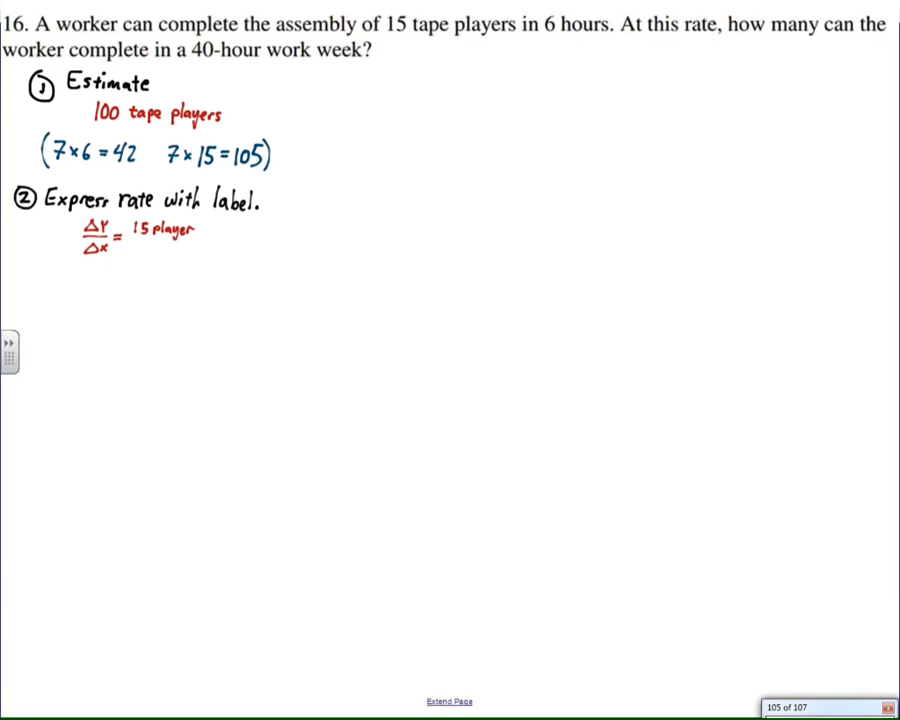 16. A worker can complete the assembly of 15 tape players in 6 hours. At this rate, how many can the
worker complete in a 40-hour work week?
① Estimate
100 tape players
(7×6=42 7×15=105)
② Express rate with label.
ΔY/Δx = 15 player
Extend Page
105 of 107